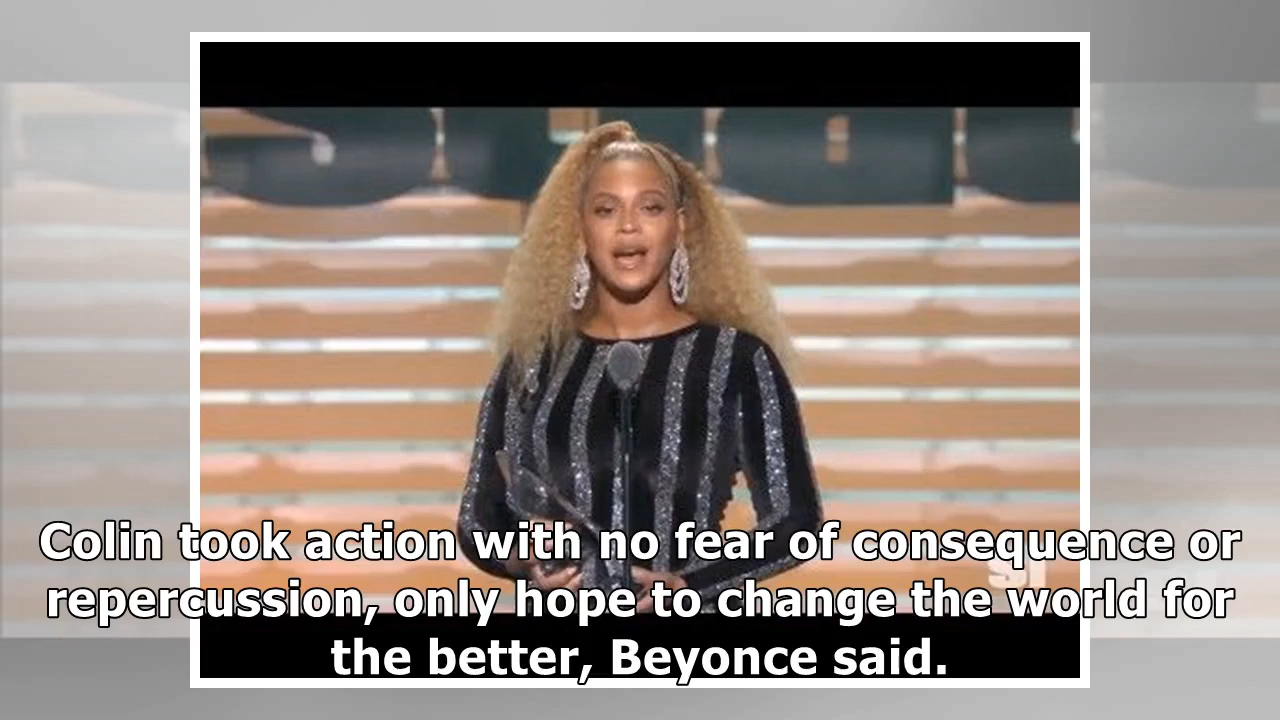 Colin took action with no fear of consequence or
repercussion, only hope to change the world for
the better, Beyonce said.
SI